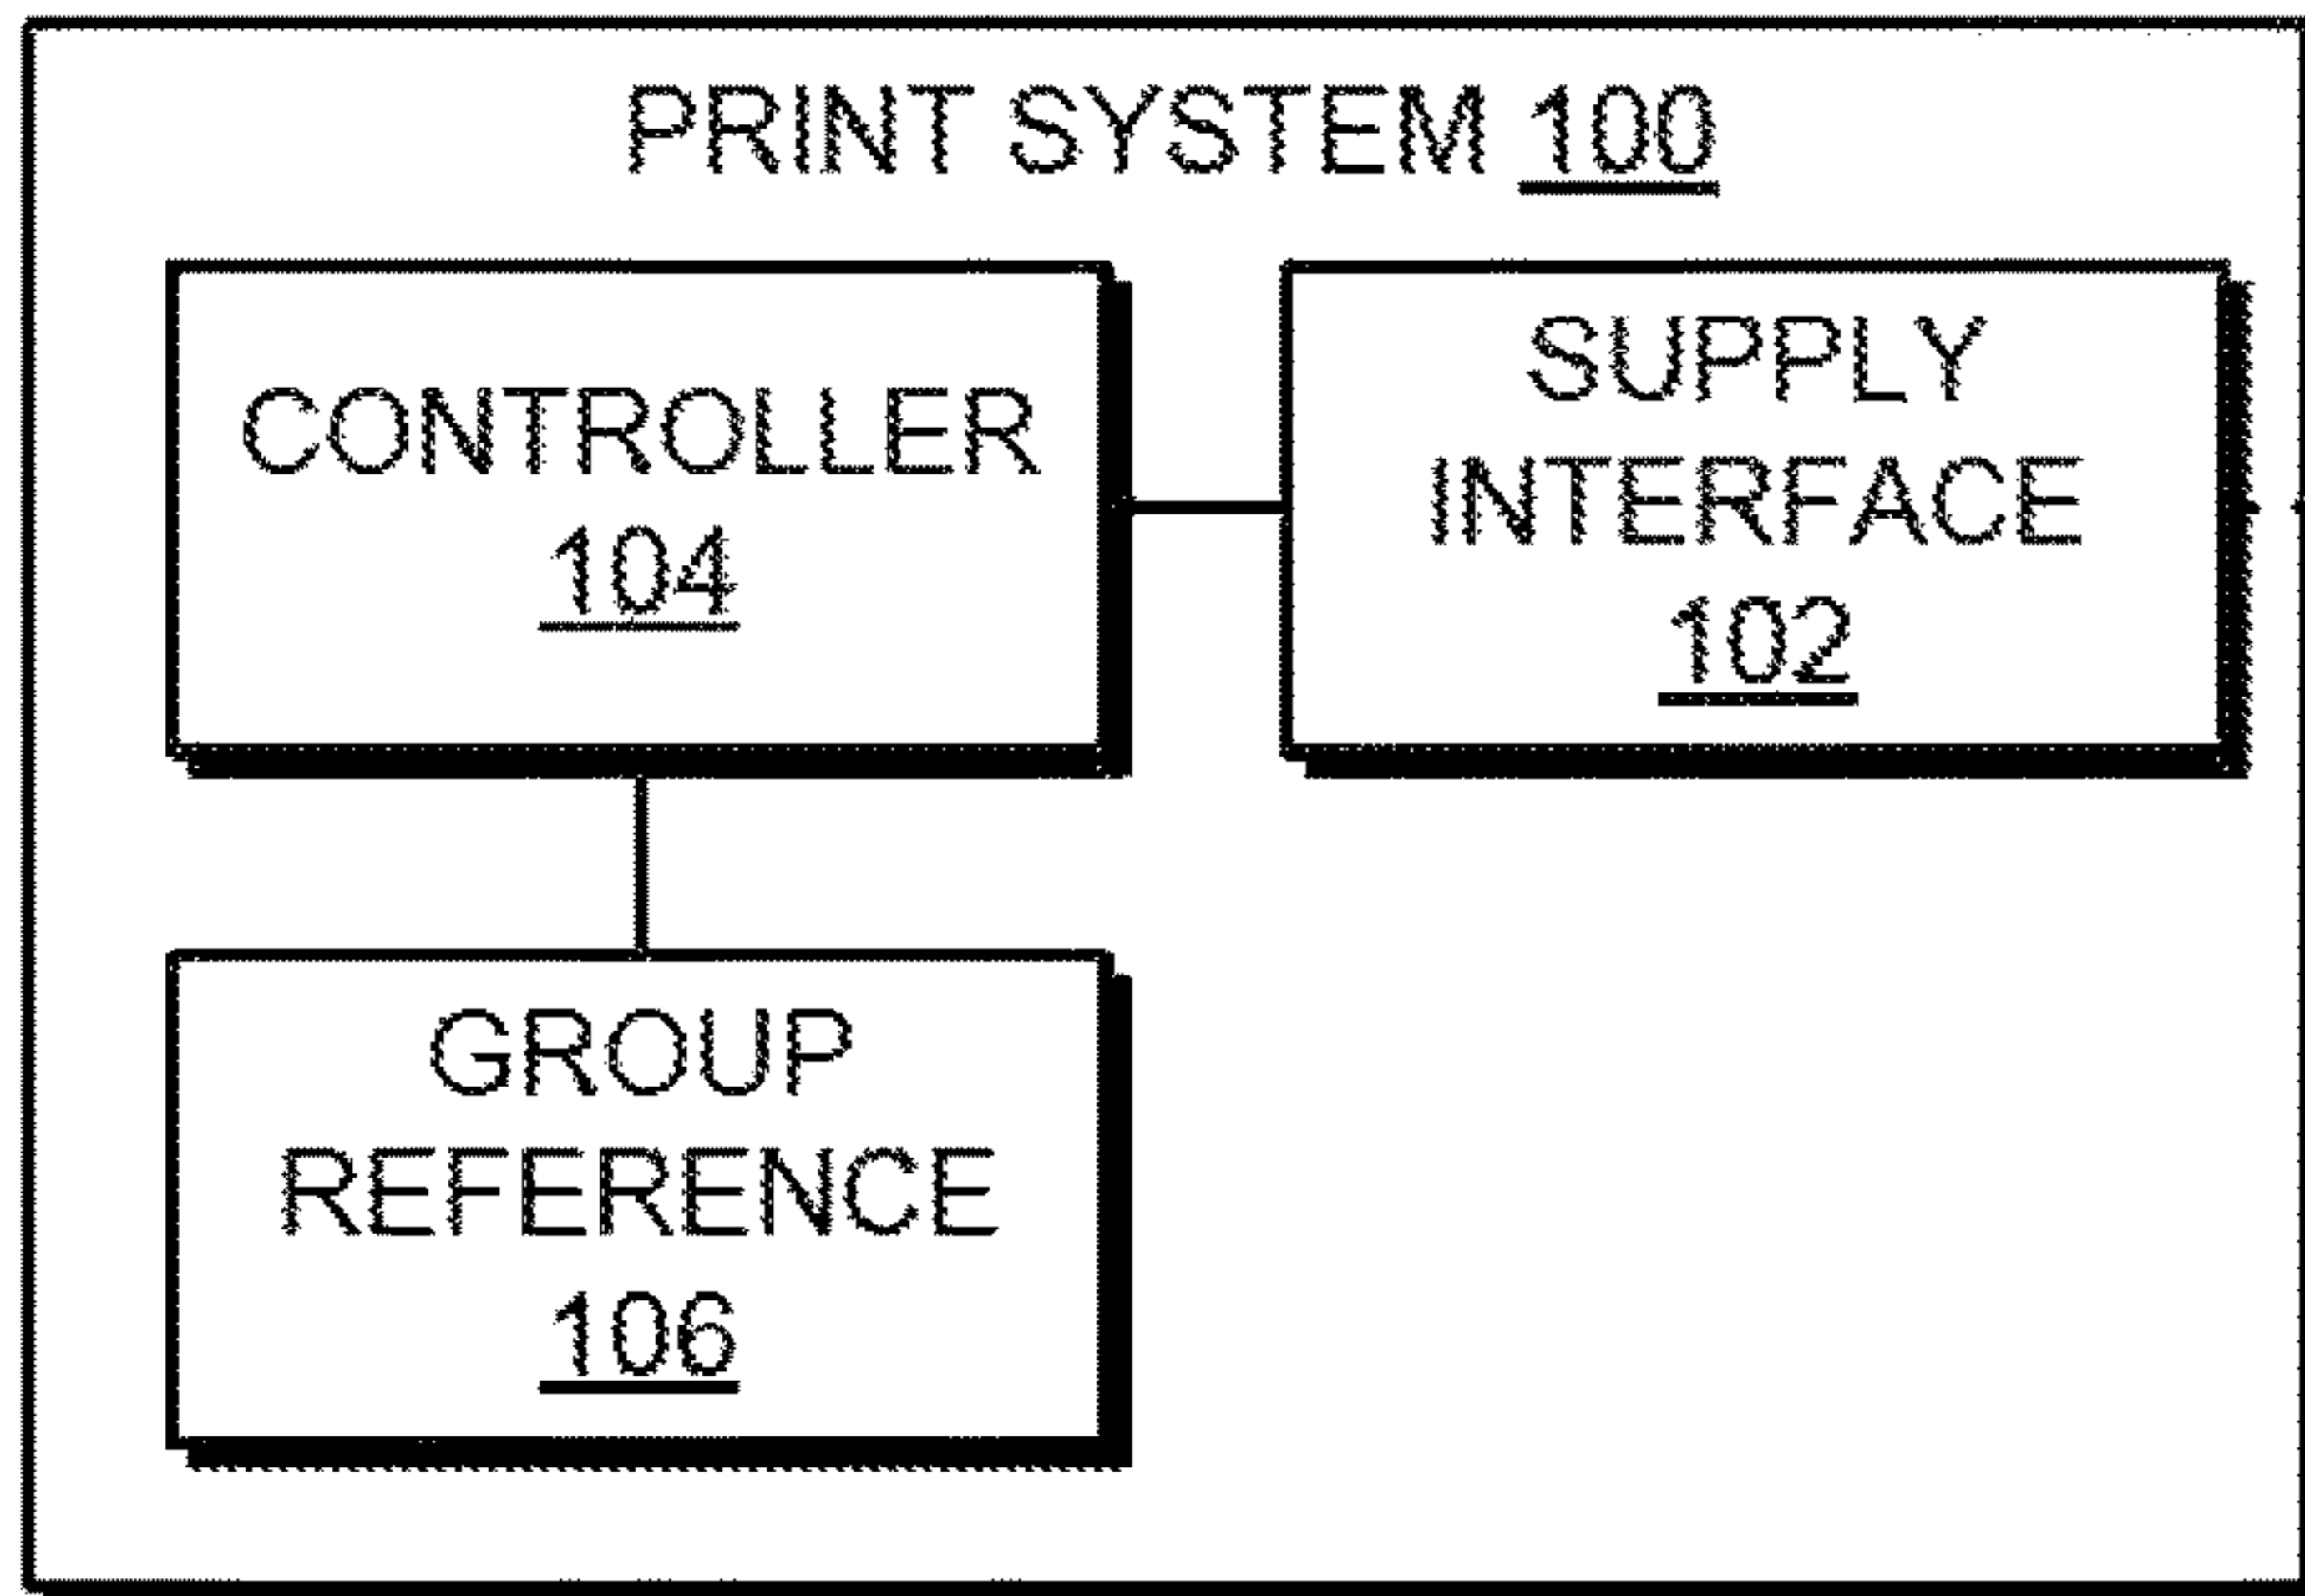 PRINT SYSTEM 100
CONTROLLER
104
SUPPLY
INTERFACE
102
GROUP
REFERENCE
106